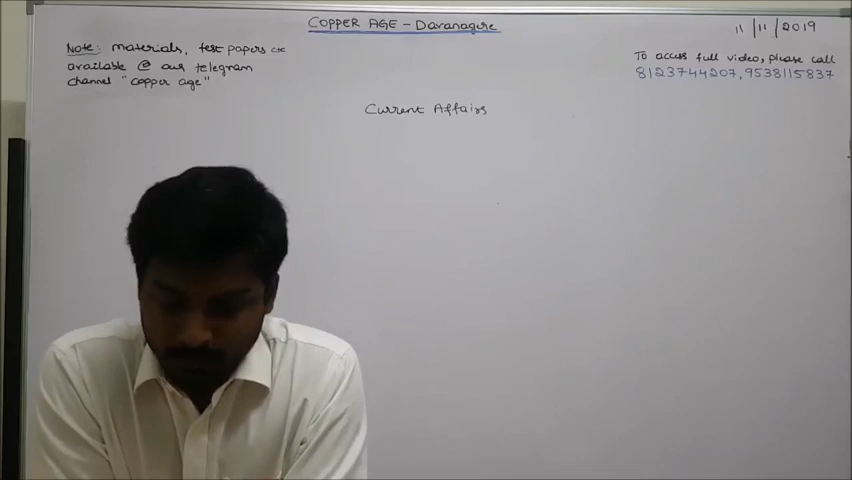 COPPER AGE - Davanagere
11/11/2019
Note: materials, test papers etc
available @ our telegram
channel "copper age"
To access full video, please call
8123744207, 9538115837
Current Affairs